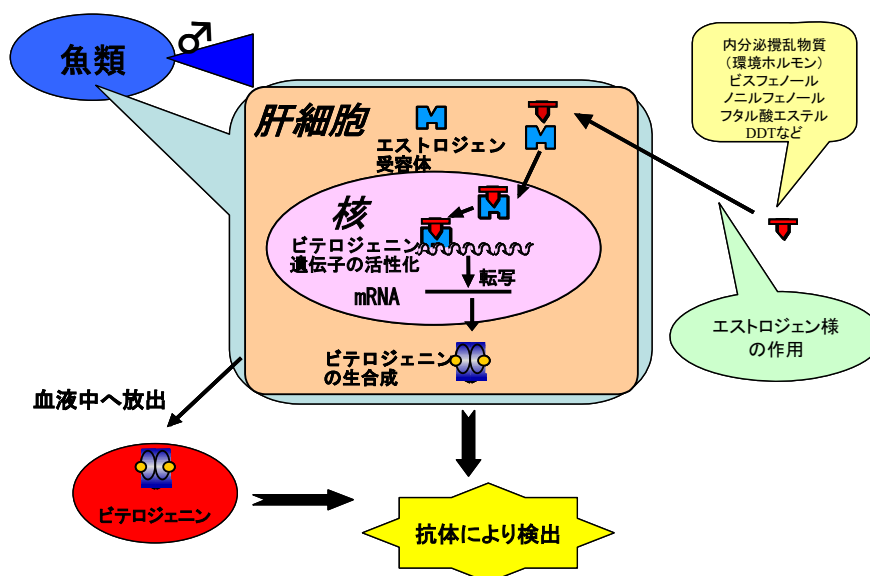 魚類
♂
内分泌攪乱物質
（環境ホルモン）
ビスフェノール
ノニルフェノール
フタル酸エステル
DDTなど
肝細胞
エストロジェン
受容体
核
ビテロジェニン
遺伝子の活性化
転写
mRNA
エストロジェン様
の作用
ビテロジェニン
の生合成
血液中へ放出
ビテロジェニン
抗体により検出